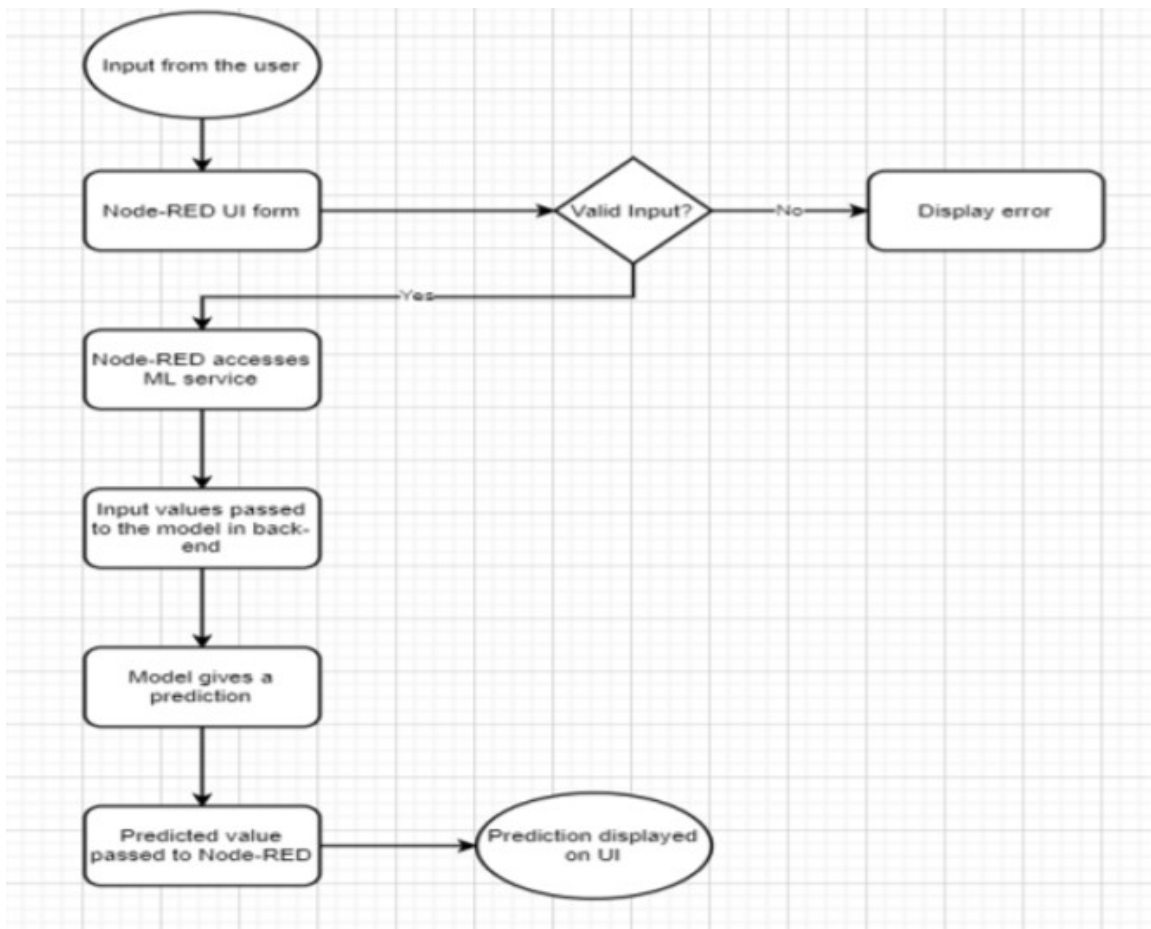 Input from the user
Node-RED UI form
Valid Input?
No
Display error
Yes
Node-RED accesses
ML service
Input values passed
to the model in back-
end
Model gives a
prediction
Predicted value
passed to Node-RED
Prediction displayed
on UI